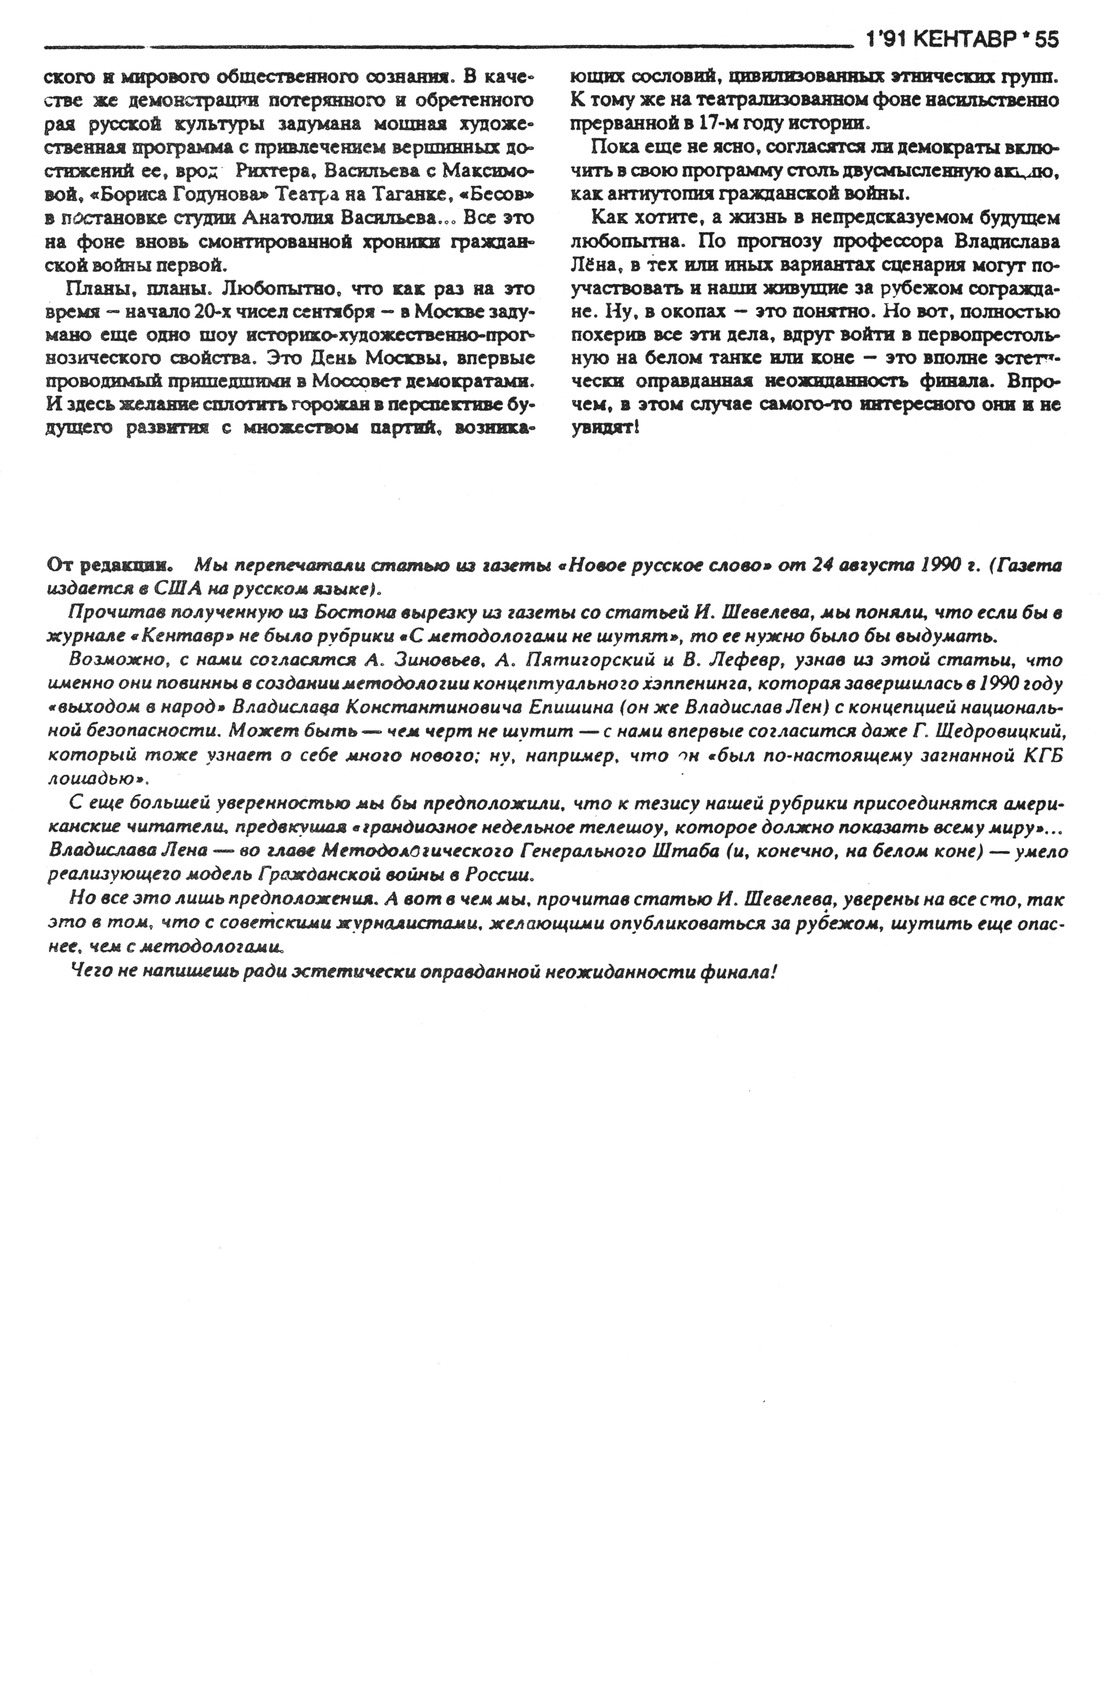 1'91 КЕНТАВР * 55
ского и мирового общественного сознания. В каче-
стве же демонстрации потерянного и обретенного
рая русской культуры задумана мощная художе-
ственная программа с привлечением вершинных до-
стижений ее, врод Рихтера, Васильева с Максимо-
вой, «Бориса Годунова» Театра на Таганке, «Бесов»
в постановке студии Анатолия Васильева... Все это
на фоне вновь смонтированной хроники граждан-
ской войны первой.
Планы, планы. Любопытно, что как раз на это
время — начало 20-х чисел сентября — в Москве заду-
мано еще одно шоу историко-художественно-прог-
нозического свойства. Это День Москвы, впервые
проводимый пришедшими в Моссовет демократами.
И здесь желание сплотить горожан в перспективе бу-
дущего развития с множеством партий, возника-
ющих сословий, цивилизованных этнических групп.
К тому же на театрализованном фоне насильственно
прерванной в 17-м году истории.
Пока еще не ясно, согласятся ли демократы вклю-
чить в свою программу столь двусмысленную акцию,
как антиутопия гражданской войны.
Как хотите, а жизнь в непредсказуемом будущем
любопытна. По прогнозу профессора Владислава
Лёна, в тех или иных вариантах сценария могут по-
участвовать и наши живущие за рубежом согражда-
не. Ну, в окопах — это понятно. Но вот, полностью
похерив все эти дела, вдруг войти в первопрестоль-
ную на белом танке или коне — это вполне эстети-
чески оправданная неожиданность финала. Впро-
чем, в этом случае самого-то интересного они и не
увидят!
От редакции. Мы перепечатали статью из газеты «Новое русское слово» от 24 августа 1990 г. (Газета
издается в США на русском языке).
Прочитав полученную из Бостона вырезку из газеты со статьей И. Шевелева, мы поняли, что если бы в
журнале «Кентавр» не было рубрики «С методологами не шутят», то ее нужно было бы выдумать.
Возможно, с нами согласятся А. Зиновьев, А. Пятигорский и В. Лефевр, узнав из этой статьи, что
именно они повинны в создании методологии концептуального хэппенинга, которая завершилась в 1990 году
«выходом в народ» Владислава Константиновича Епишина (он же Владислав Лен) с концепцией националь-
ной безопасности. Может быть — чем черт не шутит — с нами впервые согласится даже Г. Щедровицкий,
который тоже узнает о себе много нового; ну, например, что он «был по-настоящему загнанной КГБ
лошадью».
С еще большей уверенностью мы бы предположили, что к тезису нашей рубрики присоединятся амери-
канские читатели, предвкушая «грандиозное недельное телешоу, которое должно показать всему миру»...
Владислава Лена — во главе Методологического Генерального Штаба (и, конечно, на белом коне) — умело
реализующего модель Гражданской войны в России.
Но все это лишь предположения. А вот в чем мы, прочитав статью И. Шевелева, уверены на все сто, так
это в том, что с советскими журналистами, желающими опубликоваться за рубежом, шутить еще опас-
нее, чем с методологами.
Чего не напишешь ради эстетически оправданной неожиданности финала!